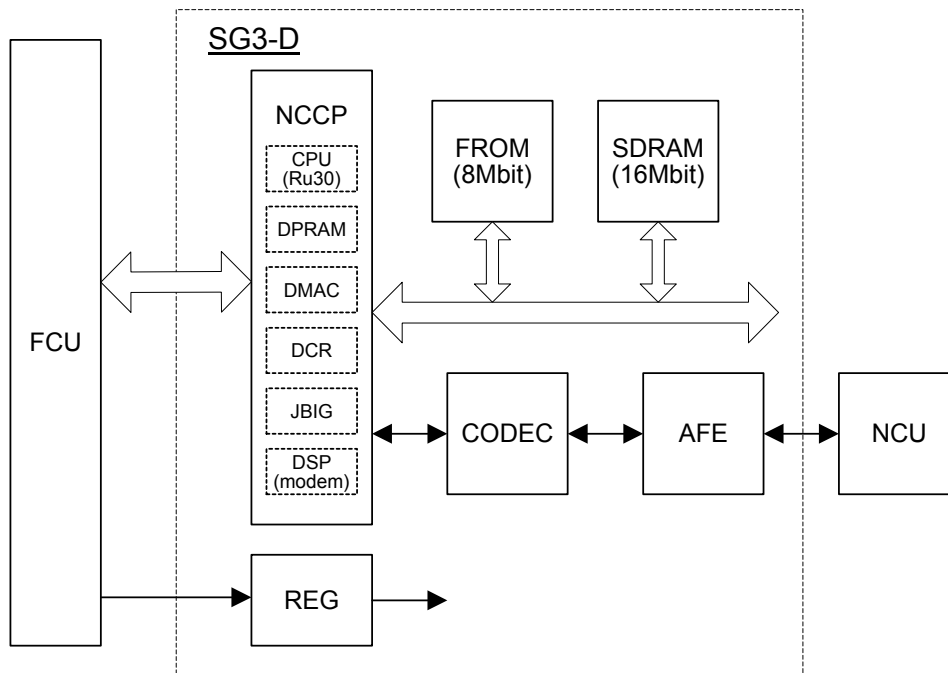 SG3-D
FCU
NCCP
CPU
(Ru30)
DPRAM
DMAC
DCR
JBIG
DSP
(modem)
FROM
(8Mbit)
SDRAM
(16Mbit)
CODEC
AFE
NCU
REG